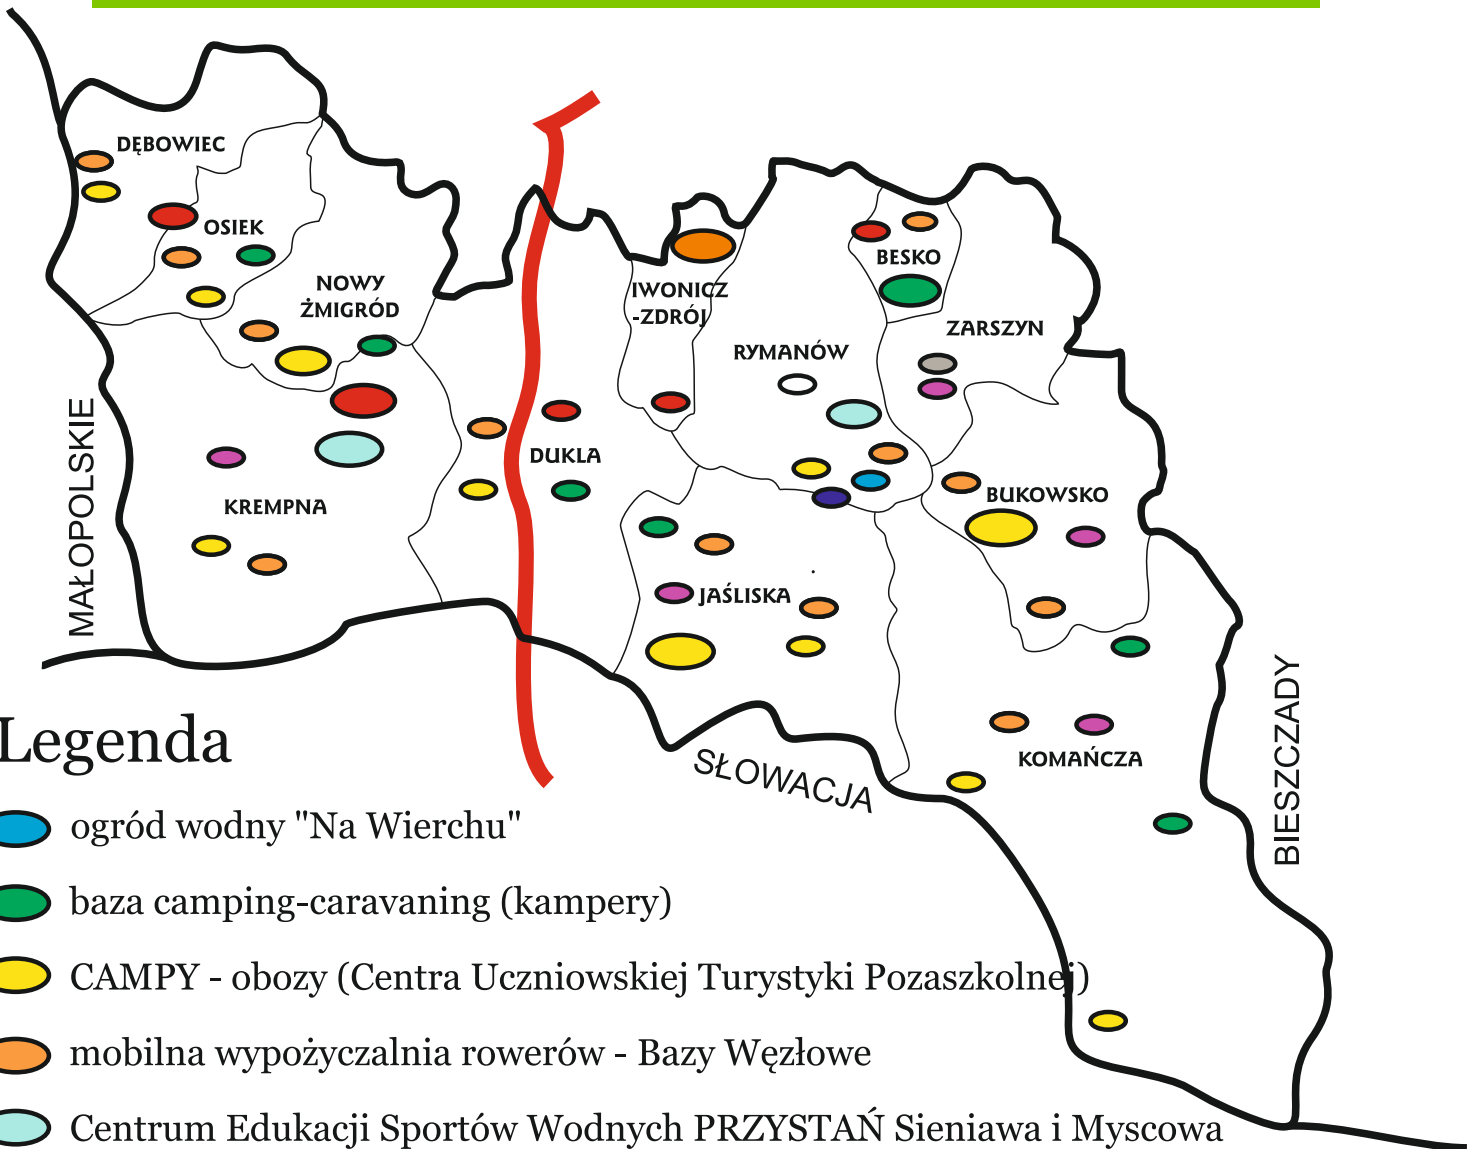 DĘBOWIEC
OSIEK
NOWY
ŻMIGRÓD
IWONICZ
-ZDRÓJ
BESKO
ZARSZYN
RYMANÓW
MAŁOPOLSKIE
DUKLA
KREMPNA
BUKOWSKO
JAŚLISKA
KOMAŃCZA
SŁOWACJA
BIESZCZADY
Legenda
ogród wodny "Na Wierchu"
baza camping-caravaning (kampery)
CAMPY - obozy (Centra Uczniowskiej Turystyki Pozaszkolnej)
mobilna wypożyczalnia rowerów - Bazy Węzłowe
Centrum Edukacji Sportów Wodnych PRZYSTAŃ Sieniawa i Myscowa